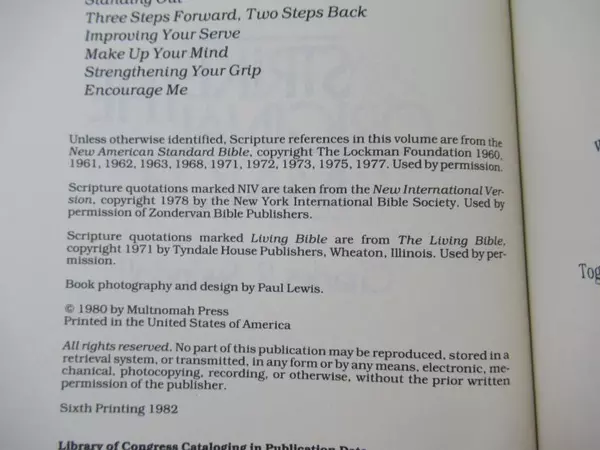 Standing Out
Three Steps Forward, Two Steps Back
Improving Your Serve
Make Up Your Mind
Strengthening Your Grip
Encourage Me
Unless otherwise identified, Scripture references in this volume are from the
New American Standard Bible, copyright The Lockman Foundation 1960,
1961, 1962, 1963, 1968, 1971, 1972, 1973, 1975, 1977. Used by permission.
Scripture quotations marked NIV are taken from the New International Ver-
sion, copyright 1978 by the New York International Bible Society. Used by
permission of Zondervan Bible Publishers.
Scripture quotations marked Living Bible are from The Living Bible,
copyright 1971 by Tyndale House Publishers, Wheaton, Illinois. Used by per-
mission.
Book photography and design by Paul Lewis.
© 1980 by Multnomah Press
Printed in the United States of America
All rights reserved. No part of this publication may be reproduced, stored in a
retrieval system, or transmitted, in any form or by any means, electronic, me-
chanical, photocopying, recording, or otherwise, without the prior written
permission of the publisher.
Sixth Printing 1982
Library of Congress Cataloging in Publication Data
Tog